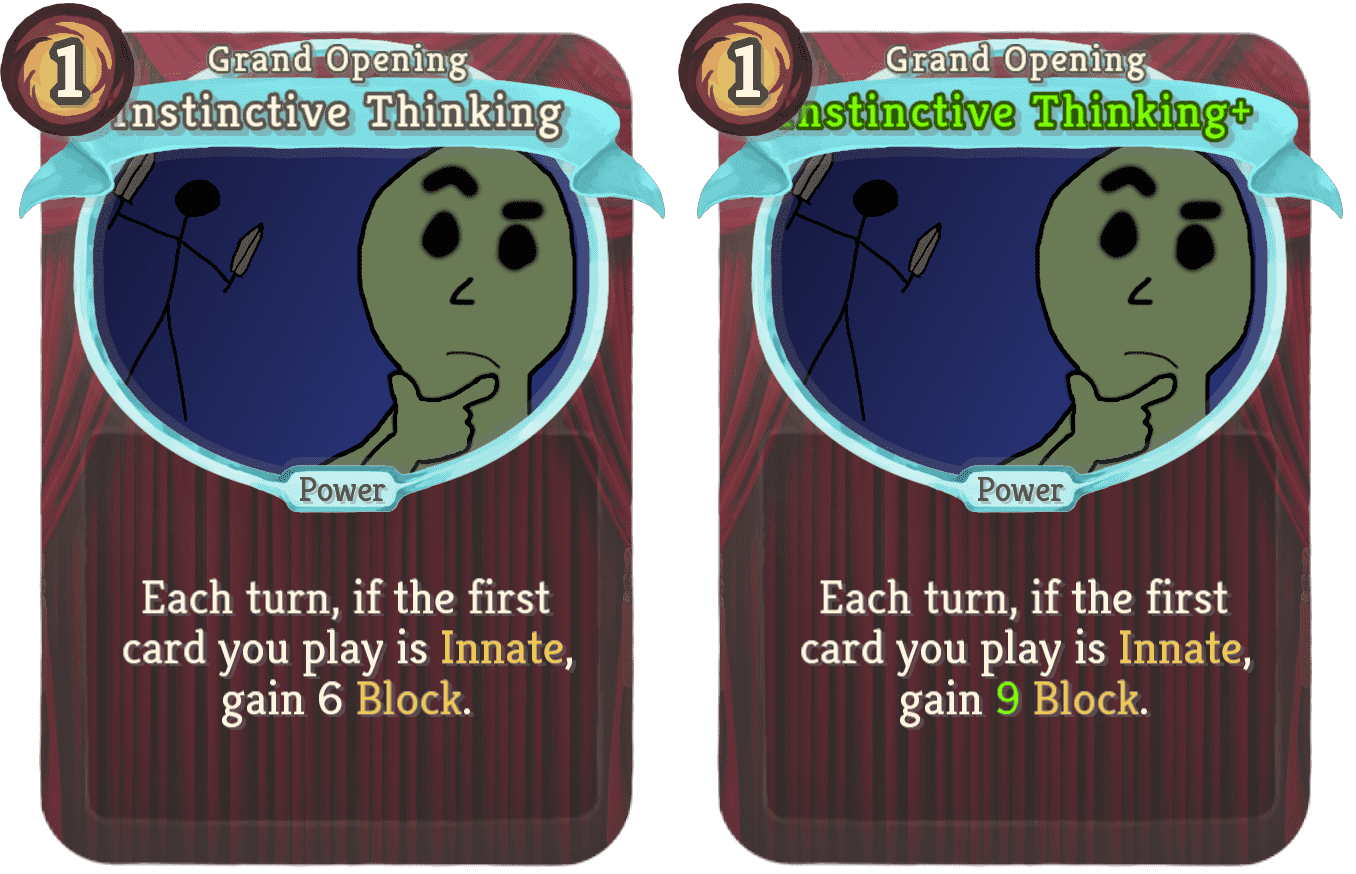 1
Grand Opening
Instinctive Thinking
Power
Each turn, if the first
card you play is Innate,
gain 6 Block.
1
Grand Opening
Instinctive Thinking+
Power
Each turn, if the first
card you play is Innate,
gain 9 Block.